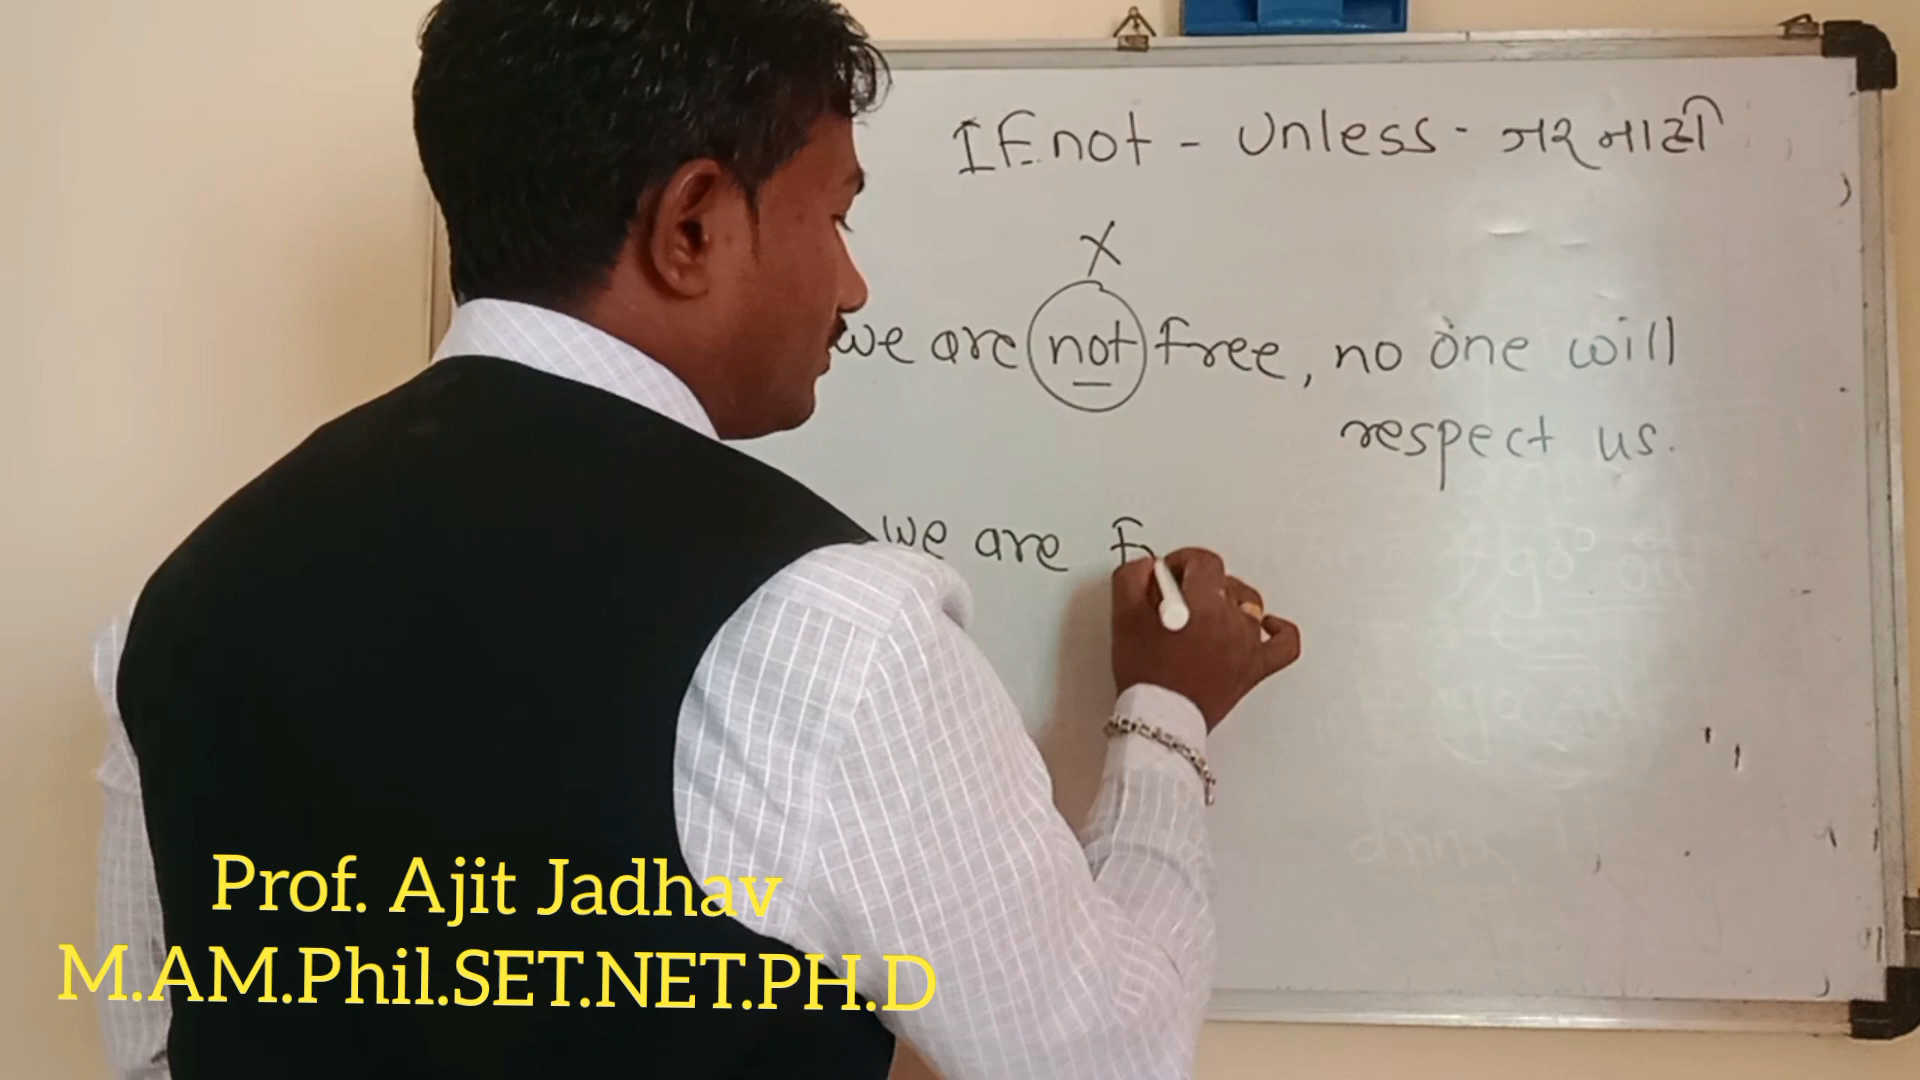 IF not - Unless - जर नाही
X
we are not free, no one will
respect us.
we are Fr
Prof. Ajit Jadhav
M.AM.Phil.SET.NET.PH.D